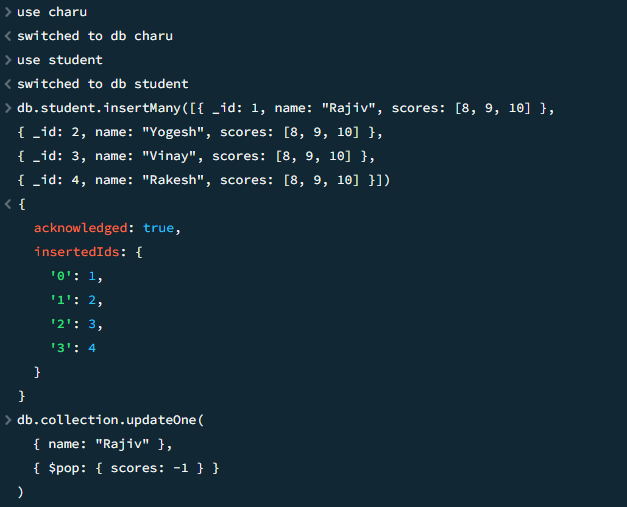 > use charu
< switched to db charu
> use student
< switched to db student
> db.student.insertMany([{ _id: 1, name: "Rajiv", scores: [8, 9, 10] },
{ _id: 2, name: "Yogesh", scores: [8, 9, 10] },
{ _id: 3, name: "Vinay", scores: [8, 9, 10] },
{ _id: 4, name: "Rakesh", scores: [8, 9, 10] }])
< {
acknowledged: true,
insertedIds: {
'0': 1,
'1': 2,
'2': 3,
'3': 4
}
}
> db.collection.updateOne(
{ name: "Rajiv" },
{ $pop: { scores: -1 } }
)